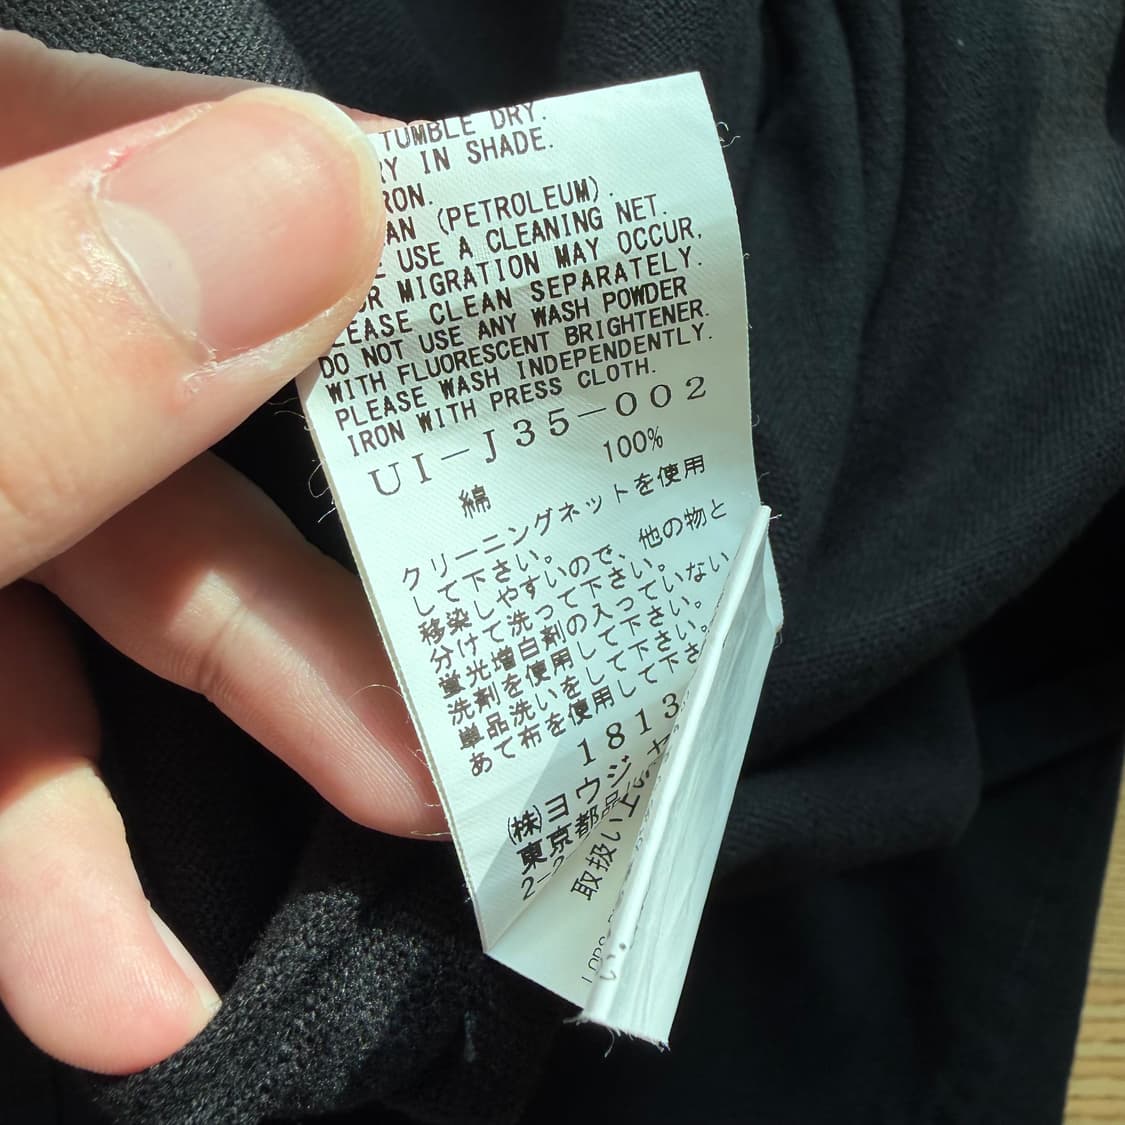 TUMBLE DRY.
IN SHADE.
(PETROLEUM).
USE A CLEANING NET.
MIGRATION MAY OCCUR.
CLEAN SEPARATELY.
DO NOT USE ANY WASH POWDER
WITH FLUORESCENT BRIGHTENER.
PLEASE WASH INDEPENDENTLY.
IRON WITH PRESS CLOTH.
UI-J35-002
綿 100%
クリーニングネットを使用
して下さい。
移染しやすいので、他の物と
分けて洗って下さい。
蛍光増白剤の入っていない
洗剤を使用して下さい。
単品洗いをして下さい。
あて布を使用して下さ
1813
(株)ヨウジ
東京都品
取扱い上